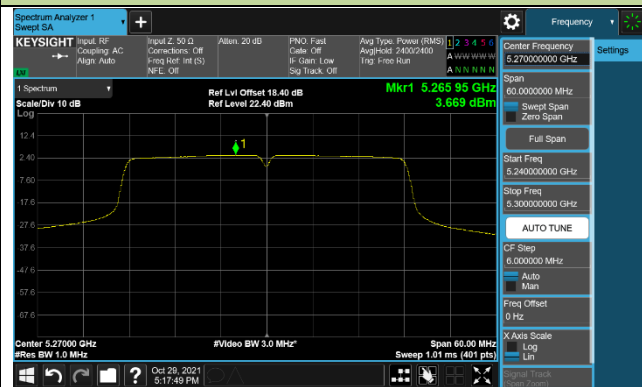 Spectrum Analyzer 1
Swept SA
+
Frequency
KEYSIGHT
Input: RF
Coupling: AC
Align: Auto
Input Z: 50 Ω
Corrections: Off
Freq Ref: Int (S)
NFE: Off
Atten: 20 dB
PNO: Fast
Gate: Off
IF Gain: Low
Sig Track: Off
Avg Type: Power (RMS)
Avg|Hold: 2400/2400
Trig: Free Run
1 2 3 4 5 6
A W W W W W
A N N N N N
LXI
Center Frequency
5.270000000 GHz
Settings
Span
60.0000000 MHz
Swept Span
Zero Span
Full Span
Start Freq
5.240000000 GHz
Stop Freq
5.300000000 GHz
AUTO TUNE
CF Step
6.000000 MHz
Auto
Man
Freq Offset
0 Hz
X Axis Scale
Log
Lin
Signal Track
(Span Zoom)
1 Spectrum
Scale/Div 10 dB
Log
Ref Lvl Offset 18.40 dB
Ref Level 22.40 dBm
Mkr1 5.265 95 GHz
3.669 dBm
1
12.4
2.40
-7.60
-17.6
-27.6
-37.6
-47.6
-57.6
-67.6
Center 5.27000 GHz
#Res BW 1.0 MHz
#Video BW 3.0 MHz*
Span 60.00 MHz
Sweep 1.01 ms (401 pts)
?
Oct 29, 2021
5:17:49 PM